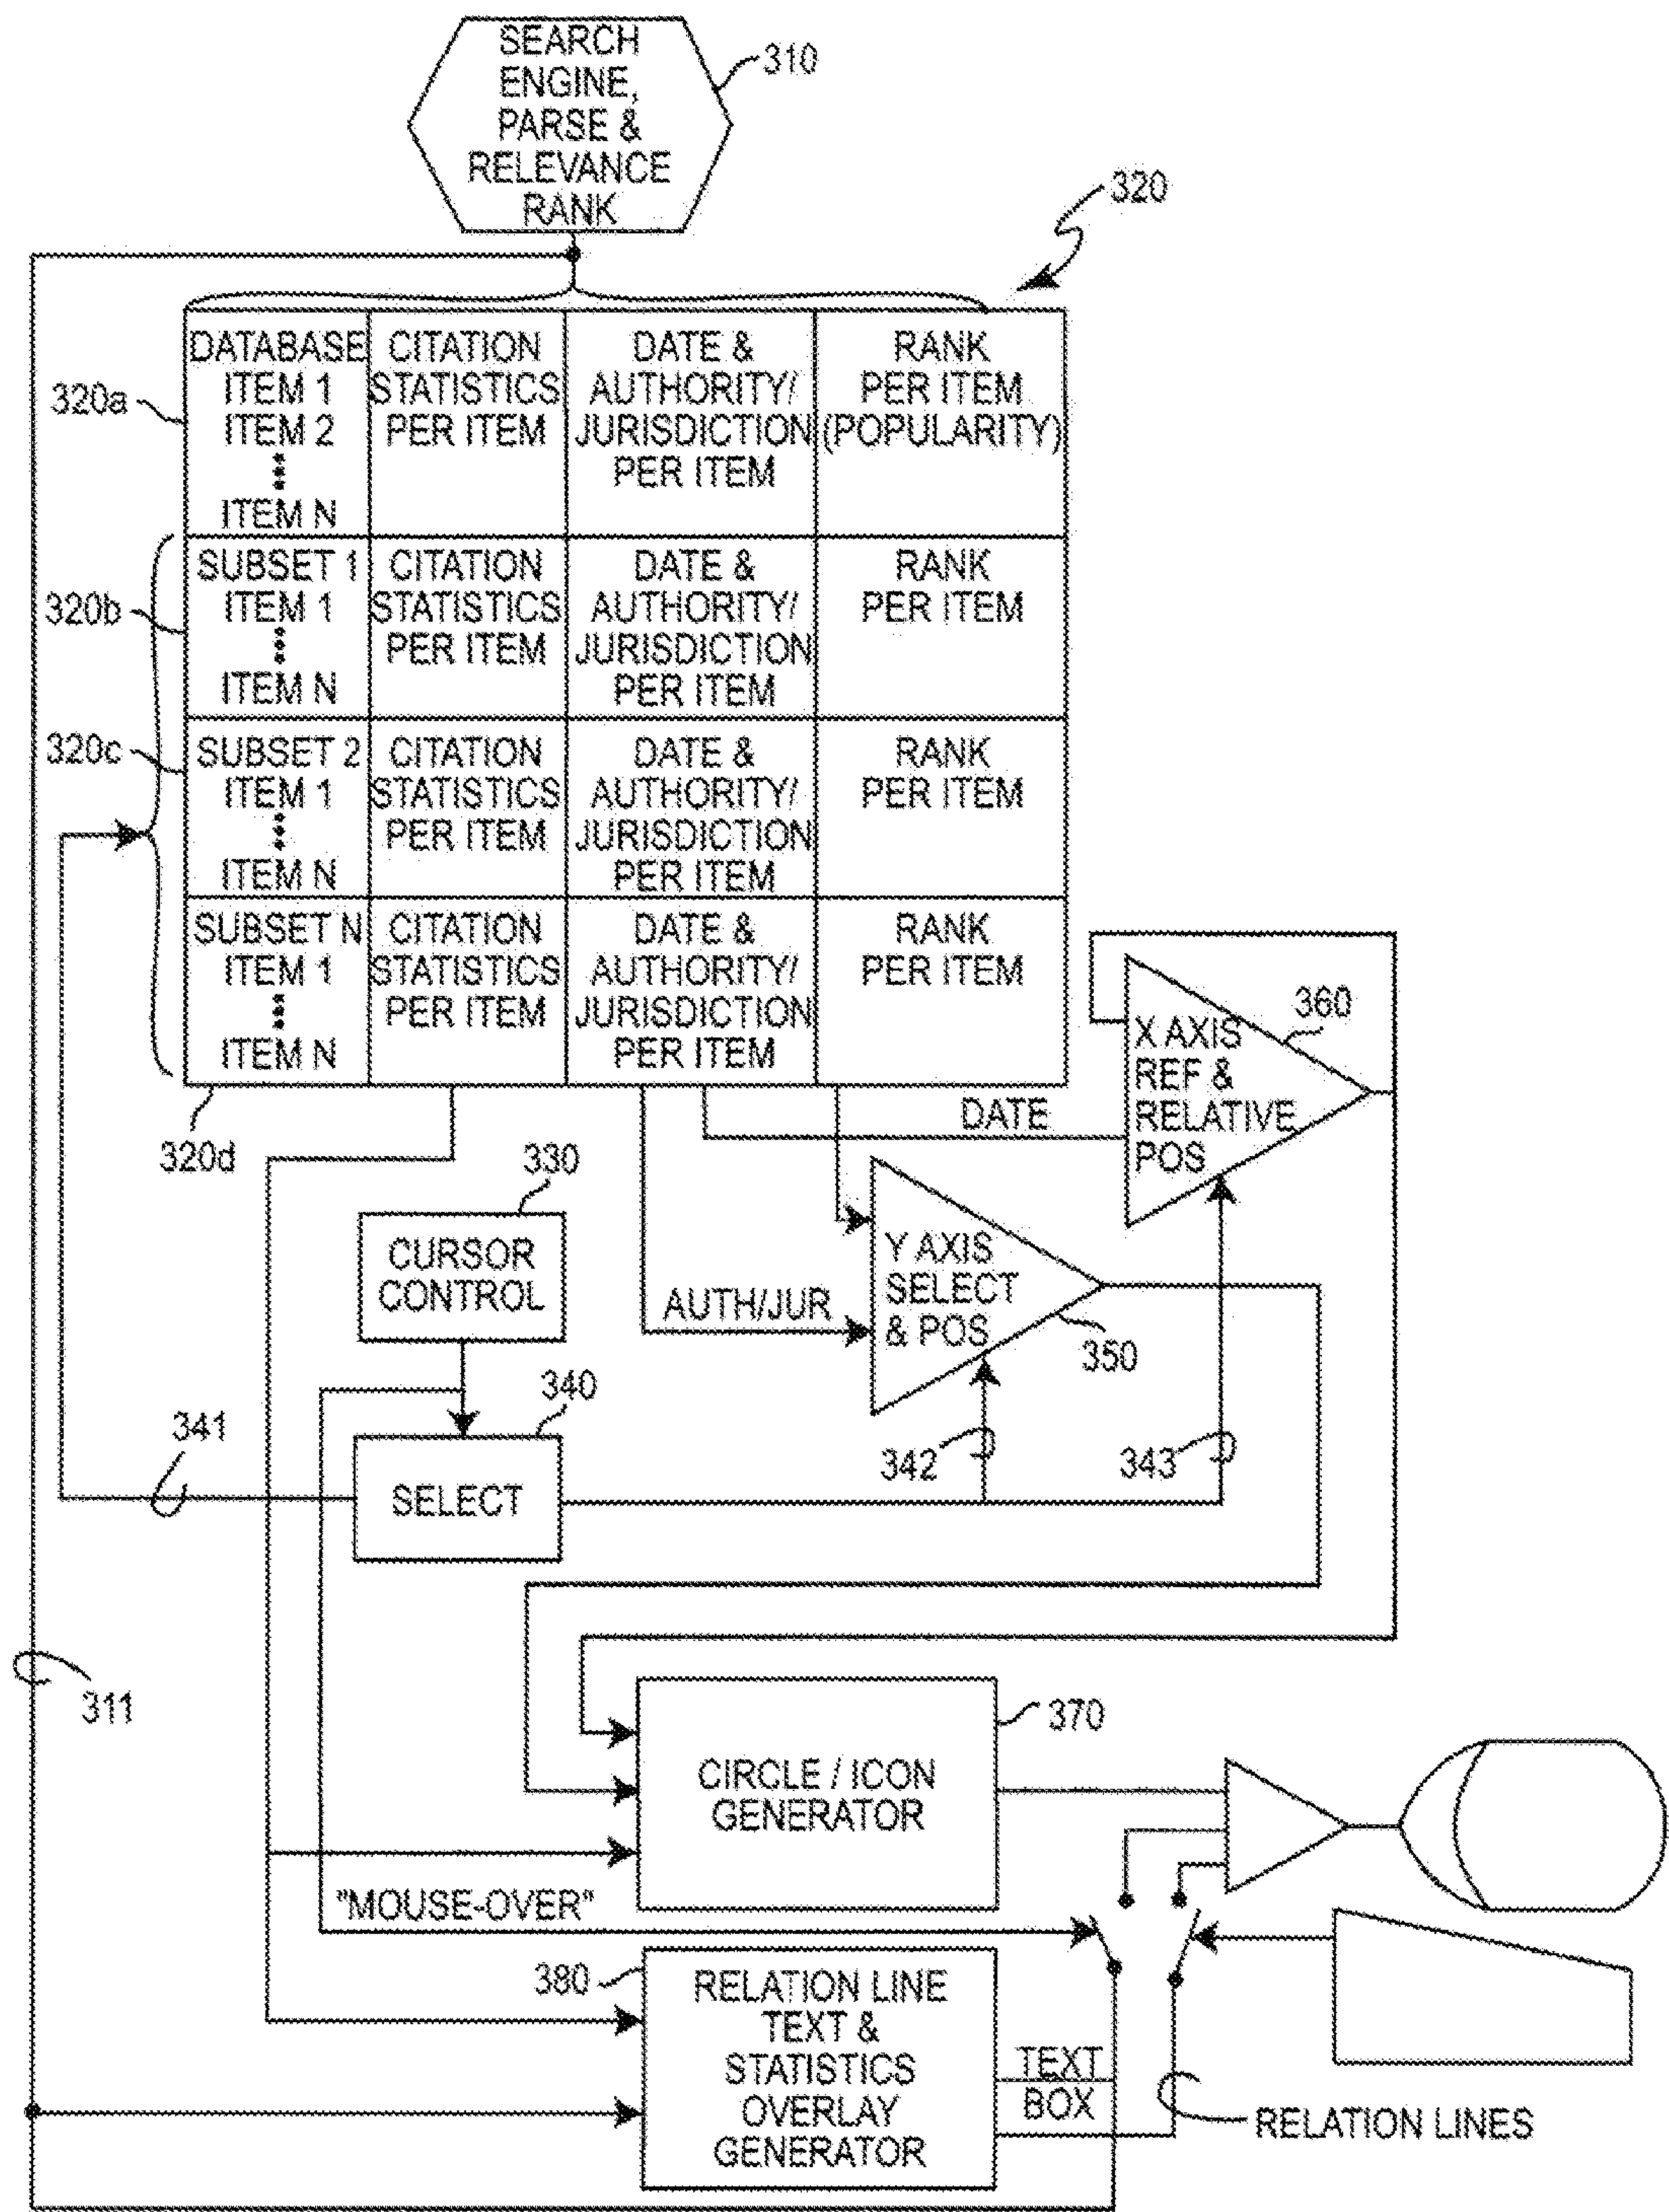 SEARCH
ENGINE,
PARSE &
RELEVANCE
RANK
310
320
DATABASE
ITEM 1
ITEM 2
ITEM N
CITATION
STATISTICS
PER ITEM
DATE &
AUTHORITY/
JURISDICTION
PER ITEM
RANK
PER ITEM
(POPULARITY)
320a
SUBSET 1
ITEM 1
ITEM N
CITATION
STATISTICS
PER ITEM
DATE &
AUTHORITY/
JURISDICTION
PER ITEM
RANK
PER ITEM
320b
SUBSET 2
ITEM 1
ITEM N
CITATION
STATISTICS
PER ITEM
DATE &
AUTHORITY/
JURISDICTION
PER ITEM
RANK
PER ITEM
320c
SUBSET N
ITEM 1
ITEM N
CITATION
STATISTICS
PER ITEM
DATE &
AUTHORITY/
JURISDICTION
PER ITEM
RANK
PER ITEM
320d
X AXIS
REF &
RELATIVE
POS
360
DATE
330
CURSOR
CONTROL
AUTH/JUR
Y AXIS
SELECT
& POS
350
340
341
SELECT
342
343
311
370
CIRCLE / ICON
GENERATOR
"MOUSE-OVER"
380
RELATION LINE
TEXT &
STATISTICS
OVERLAY
GENERATOR
TEXT
BOX
RELATION LINES